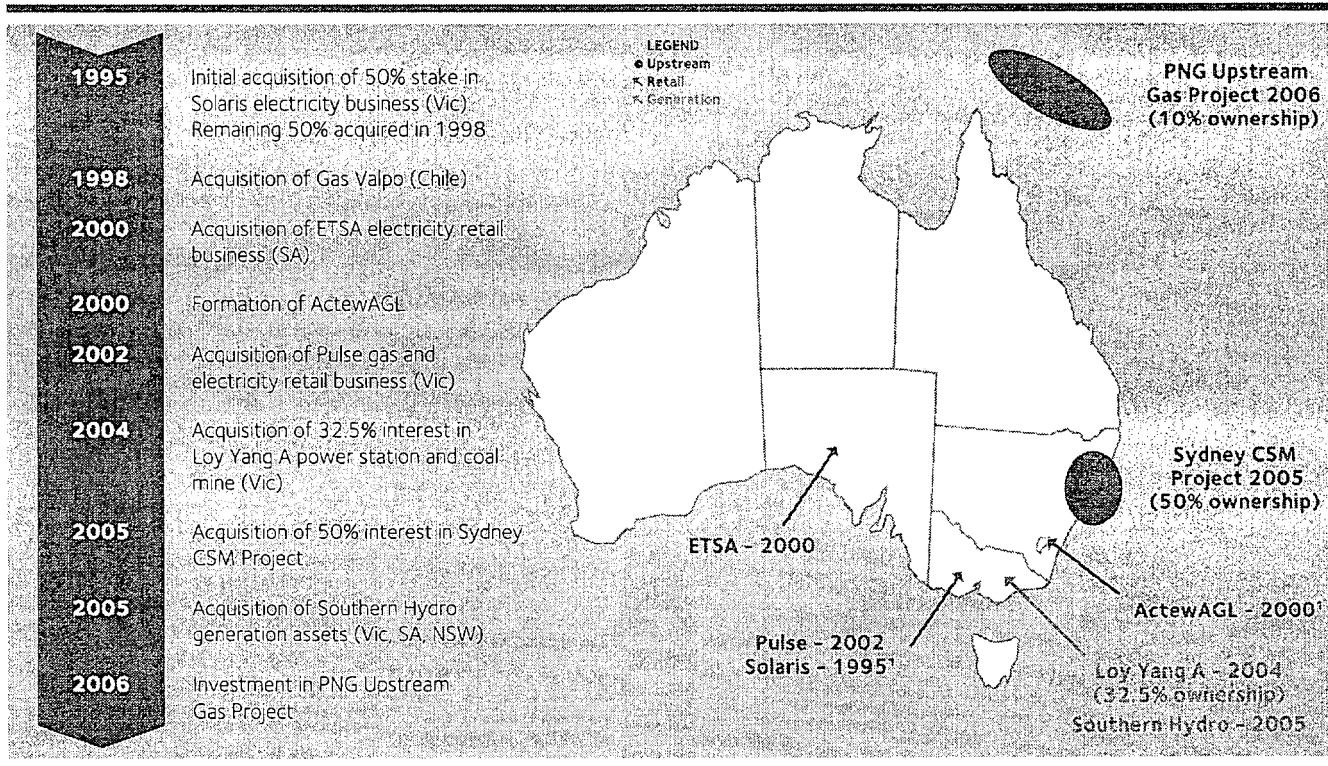 1995
Initial acquisition of 50% stake in
Solaris electricity business (Vic).
Remaining 50% acquired in 1998
1998
Acquisition of Gas Valpo (Chile)
2000
Acquisition of ETSA electricity retail
business (SA)
2000
Formation of ActewAGL
2002
Acquisition of Pulse gas and
electricity retail business (Vic)
2004
Acquisition of 32.5% interest in
Loy Yang A power station and coal
mine (Vic)
2005
Acquisition of 50% interest in Sydney
CSM Project
2005
Acquisition of Southern Hydro
generation assets (Vic, SA, NSW)
2006
Investment in PNG Upstream
Gas Project
LEGEND
Upstream
Retail
Generation
PNG Upstream
Gas Project 2006
(10% ownership)
Sydney CSM
Project 2005
(50% ownership)
ETSA – 2000
ActewAGL – 2000¹
Pulse – 2002
Solaris – 1995¹
Loy Yang A – 2004
(32.5% ownership)
Southern Hydro – 2005